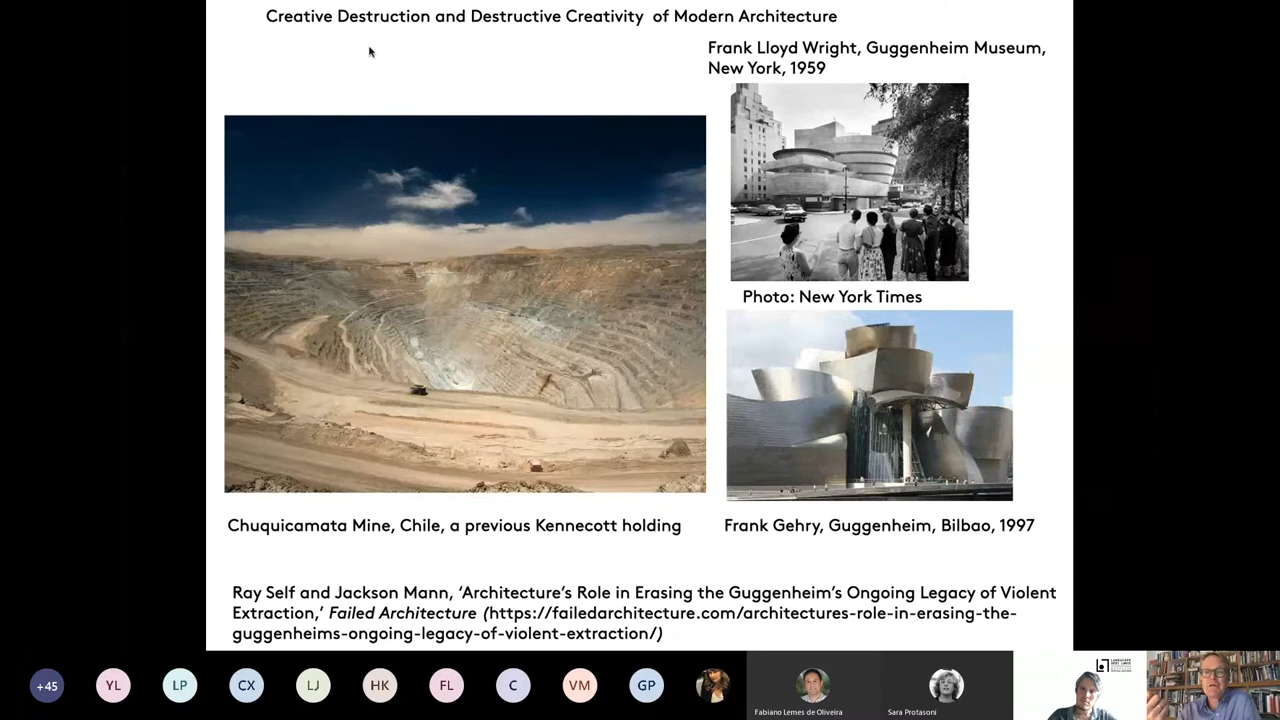 Creative Destruction and Destructive Creativity of Modern Architecture
Frank Lloyd Wright, Guggenheim Museum,
New York, 1959
Photo: New York Times
Chuquicamata Mine, Chile, a previous Kennecott holding
Frank Gehry, Guggenheim, Bilbao, 1997
Ray Self and Jackson Mann, ‘Architecture’s Role in Erasing the Guggenheim’s Ongoing Legacy of Violent
Extraction,’ Failed Architecture (https://failedarchitecture.com/architectures-role-in-erasing-the-
guggenheims-ongoing-legacy-of-violent-extraction/)
+45
YL
LP
CX
LJ
HK
FL
C
VM
GP
Fabiano Lemes de Oliveira
Sara Protasoni